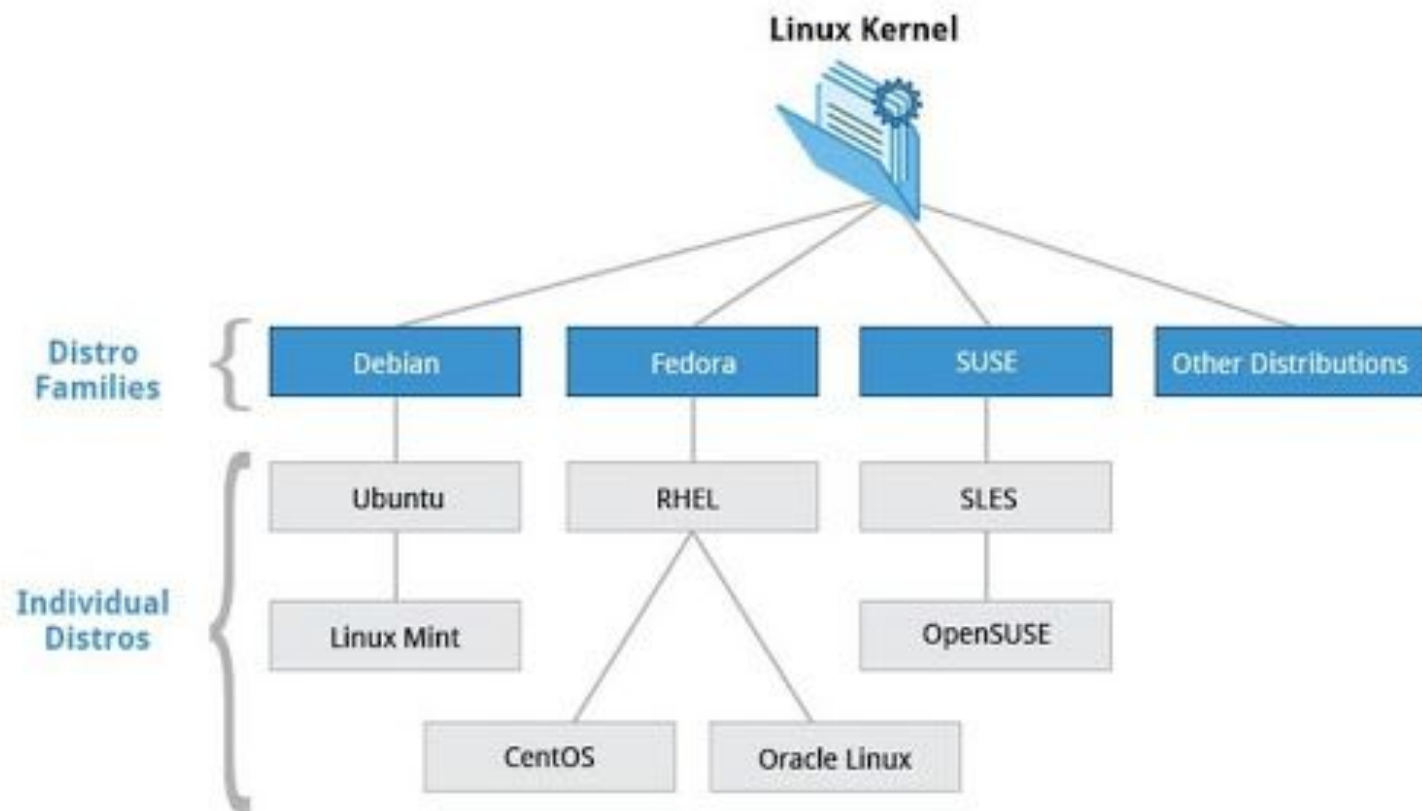 Linux Kernel
Distro
Families
Debian
Fedora
SUSE
Other Distributions
Individual
Distros
Ubuntu
RHEL
SLES
Linux Mint
OpenSUSE
CentOS
Oracle Linux